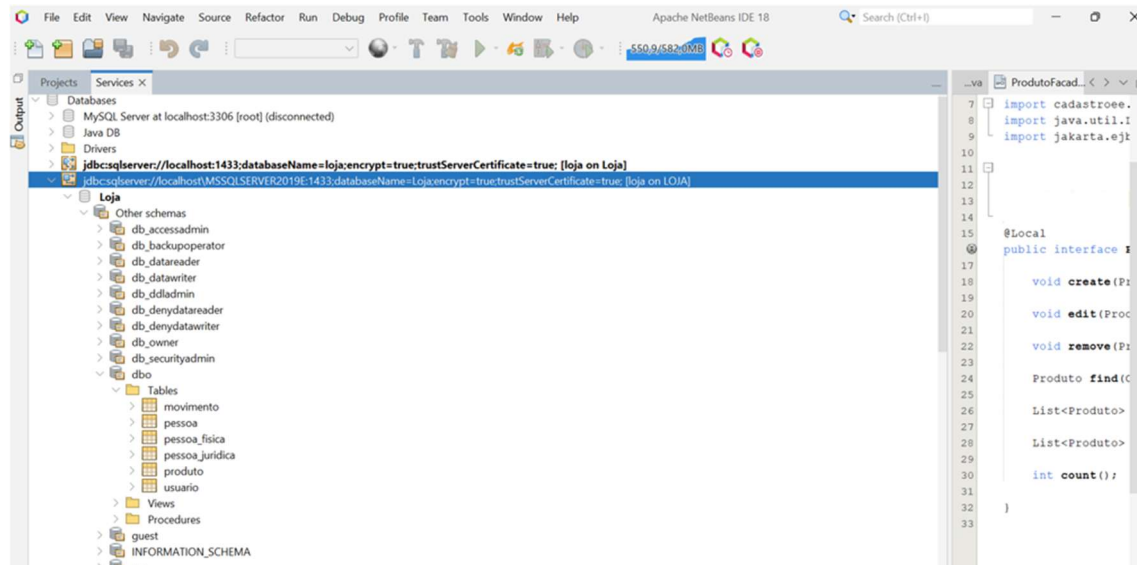 File Edit View Navigate Source Refactor Run Debug Profile Team Tools Window Help Apache NetBeans IDE 18 Search (Ctrl+I)
550,9/582,0MB
Projects Services
Output
Databases
MySQL Server at localhost:3306 [root] (disconnected)
Java DB
Drivers
jdbc:sqlserver://localhost:1433;databaseName=loja;encrypt=true;trustServerCertificate=true; [loja on Loja]
jdbc:sqlserver://localhost\MSSQLSERVER2019E:1433;databaseName=Loja;encrypt=true;trustServerCertificate=true; [loja on LOJA]
Loja
Other schemas
db_accessadmin
db_backupoperator
db_datareader
db_datawriter
db_ddladmin
db_denydatareader
db_denydatawriter
db_owner
db_securityadmin
dbo
Tables
movimento
pessoa
pessoa_fisica
pessoa_juridica
produto
usuario
Views
Procedures
guest
INFORMATION_SCHEMA
...va ProdutoFacad...
7 import cadastroee.
8 import java.util.
9 import jakarta.ejb
10
11
12
13
14
15 @Local
public interface
17
18 void create(
19
20 void edit(Prod
21
22 void remove(
23
24 Produto find(
25
26 List<Produto>
27
28 List<Produto>
29
30 int count();
31
32 }
33